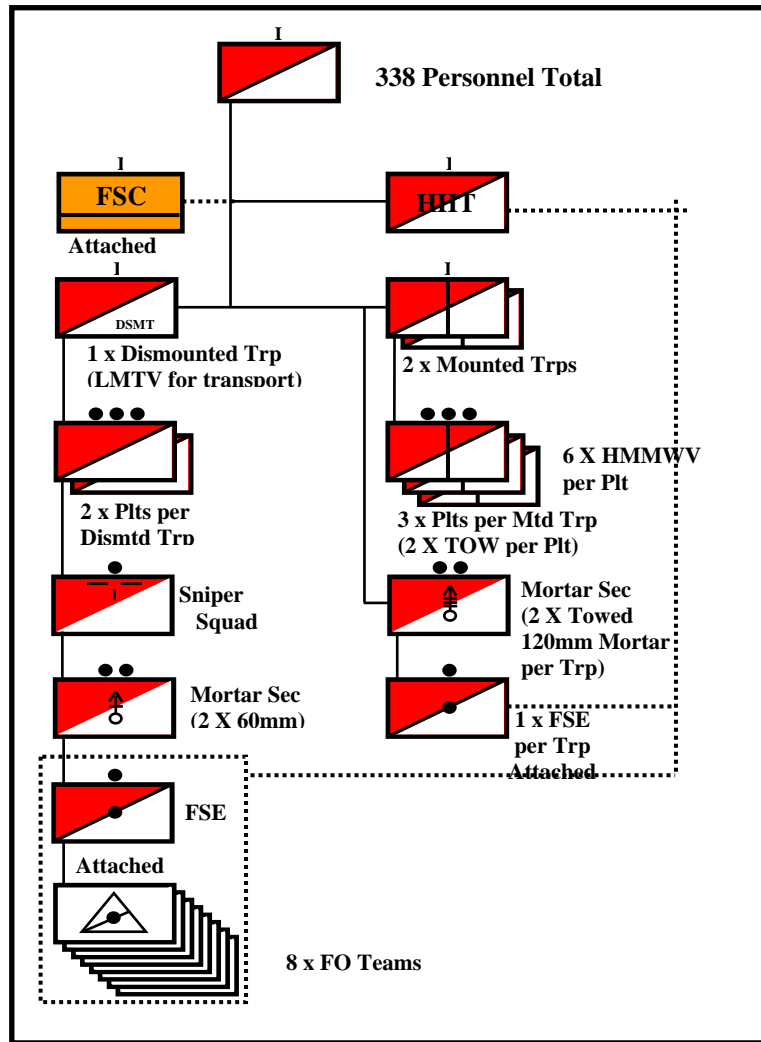 I
338 Personnel Total
I
FSC
Attached
I
HHT
I
DSMT
1 x Dismounted Trp
(LMTV for transport)
I
2 x Mounted Trps
2 x Plts per
Dismtd Trp
6 X HMMWV
per Plt
3 x Plts per Mtd Trp
(2 X TOW per Plt)
Sniper
Squad
Mortar Sec
(2 X Towed
120mm Mortar
per Trp)
Mortar Sec
(2 X 60mm)
1 x FSE
per Trp
Attached
FSE
Attached
8 x FO Teams